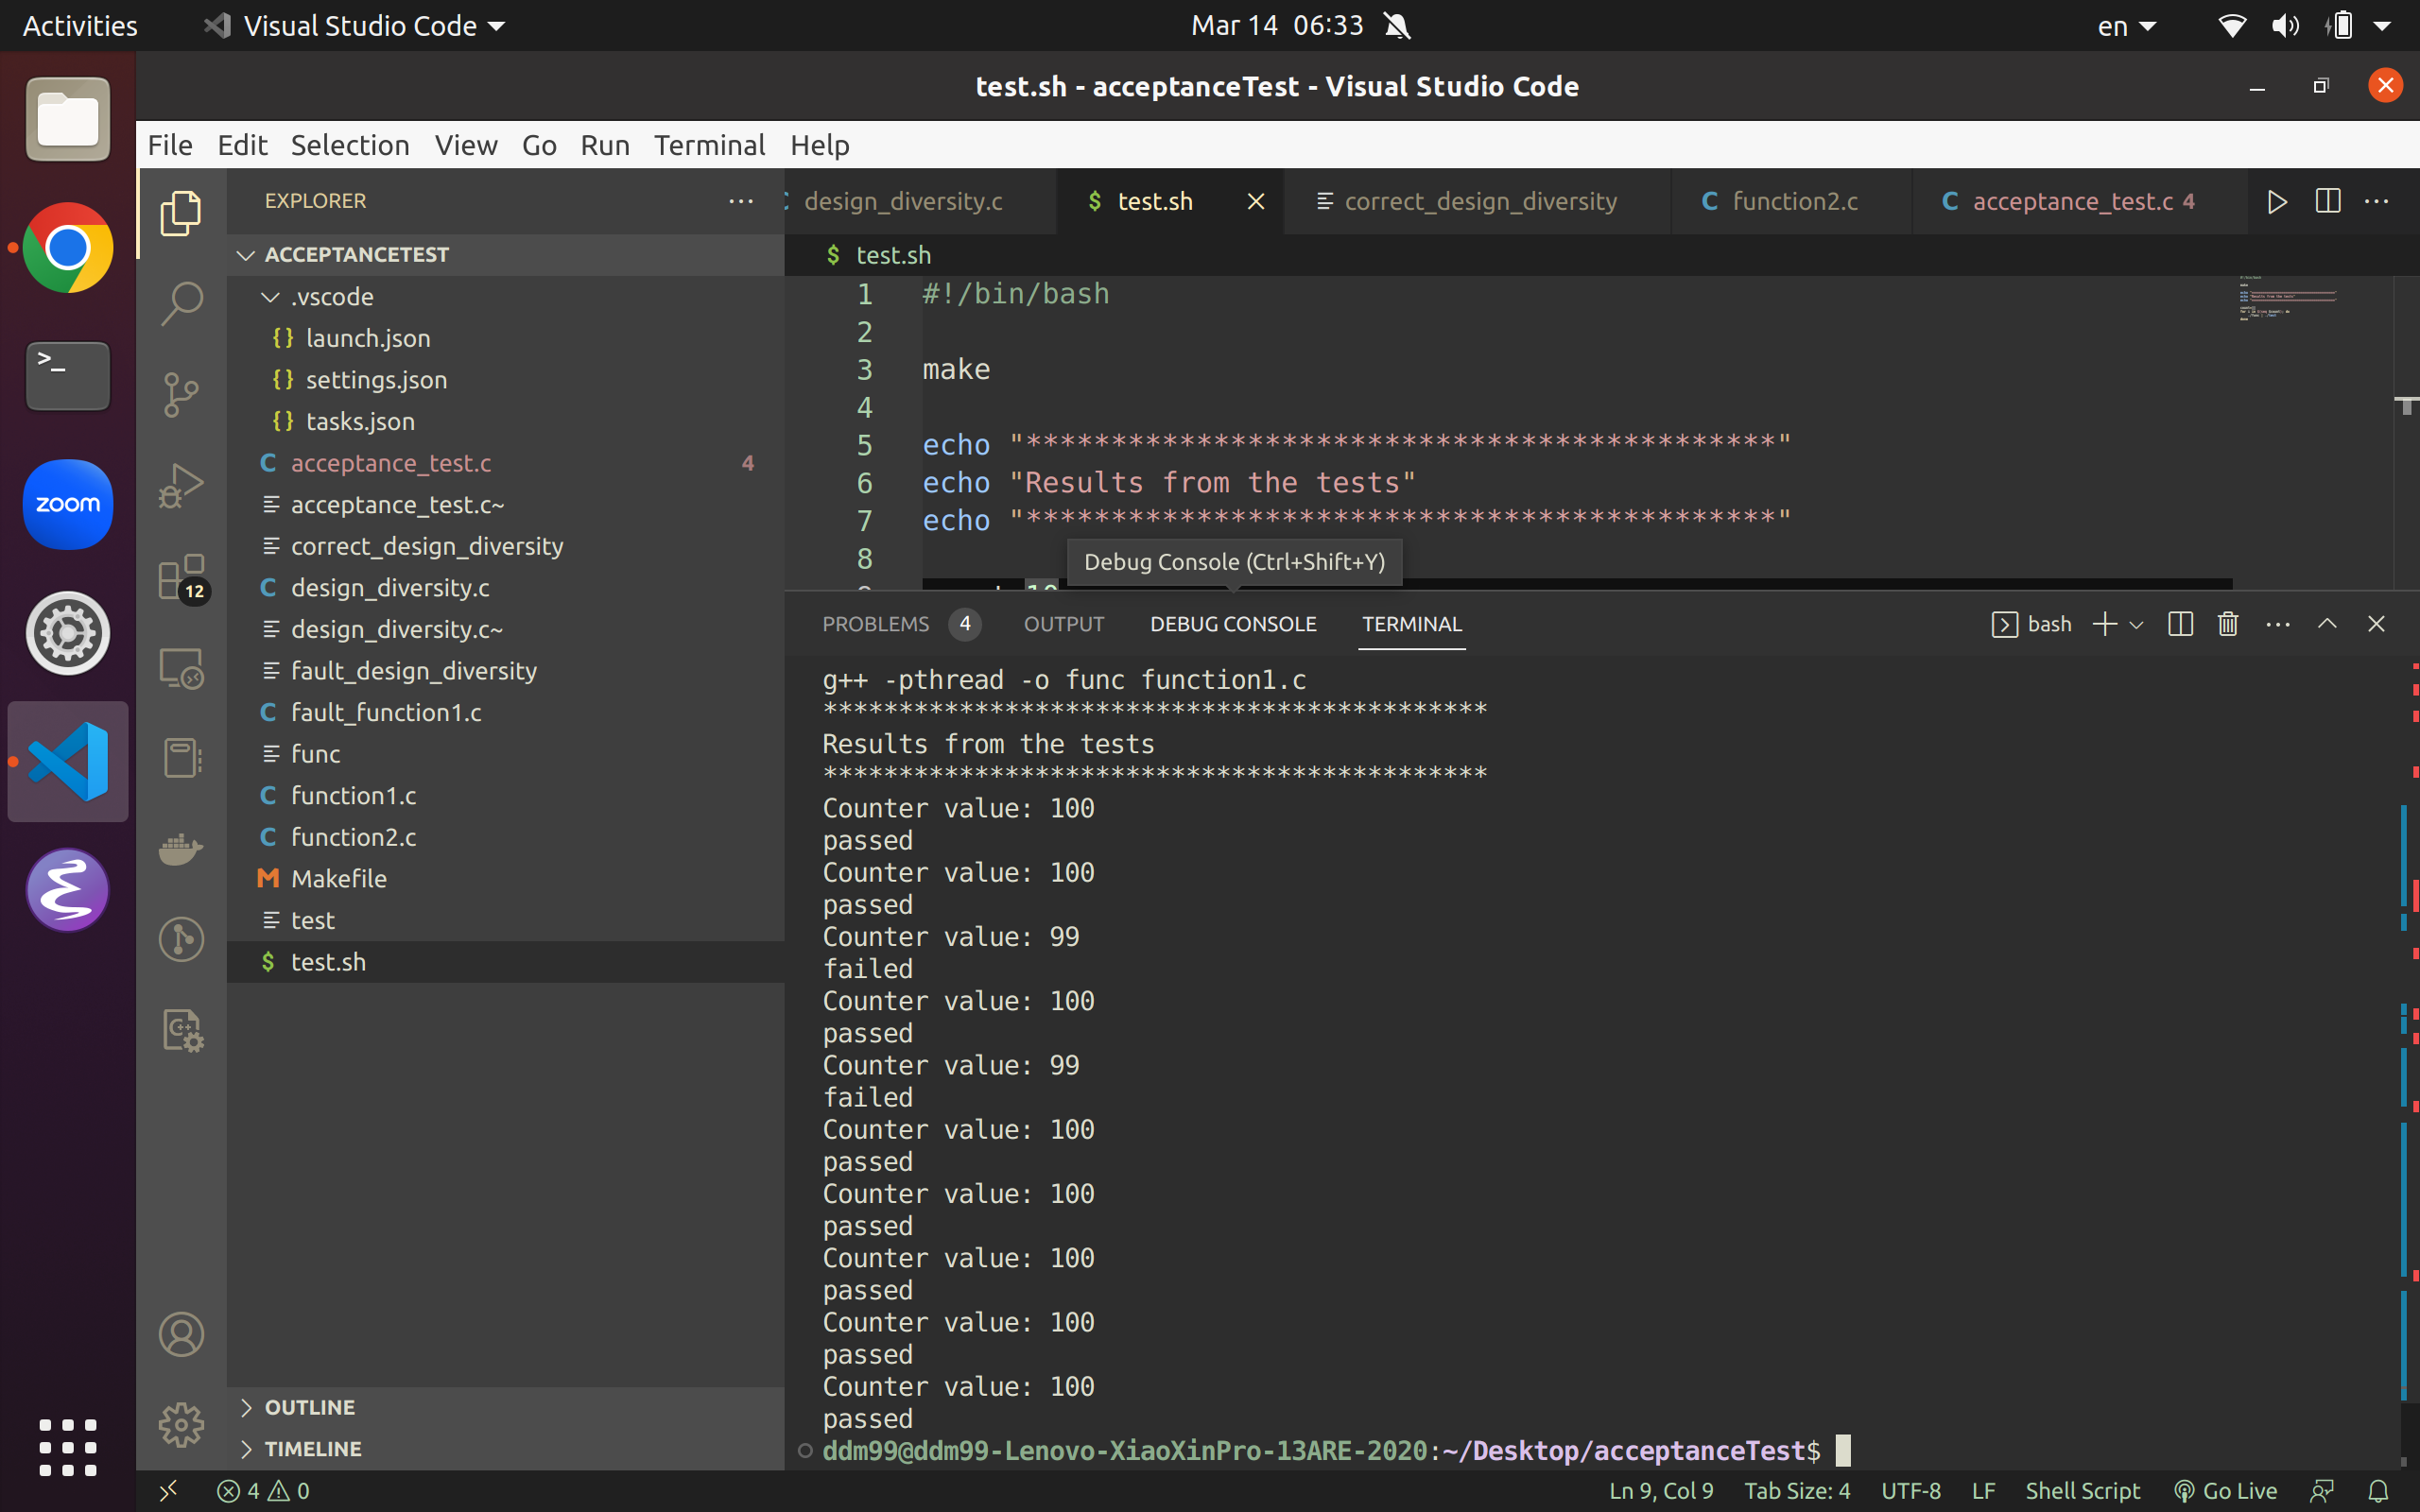 Activities Visual Studio Code Mar 14 06:33 en
test.sh - acceptanceTest - Visual Studio Code
File Edit Selection View Go Run Terminal Help
EXPLORER
ACCEPTANCETEST
.vscode
launch.json
settings.json
tasks.json
acceptance_test.c 4
acceptance_test.c~
correct_design_diversity
design_diversity.c
design_diversity.c~
fault_design_diversity
fault_function1.c
func
function1.c
function2.c
Makefile
test
test.sh
OUTLINE
TIMELINE
zoom
12
design_diversity.c test.sh correct_design_diversity function2.c acceptance_test.c 4
test.sh
1 #!/bin/bash
2
3 make
4
5 echo "********************************************"
6 echo "Results from the tests"
7 echo "********************************************"
8
Debug Console (Ctrl+Shift+Y)
PROBLEMS 4 OUTPUT DEBUG CONSOLE TERMINAL bash
g++ -pthread -o func function1.c
********************************************
Results from the tests
********************************************
Counter value: 100
passed
Counter value: 100
passed
Counter value: 99
failed
Counter value: 100
passed
Counter value: 99
failed
Counter value: 100
passed
Counter value: 100
passed
Counter value: 100
passed
Counter value: 100
passed
Counter value: 100
passed
ddm99@ddm99-Lenovo-XiaoXinPro-13ARE-2020:~/Desktop/acceptanceTest$
4 0 Ln 9, Col 9 Tab Size: 4 UTF-8 LF Shell Script Go Live